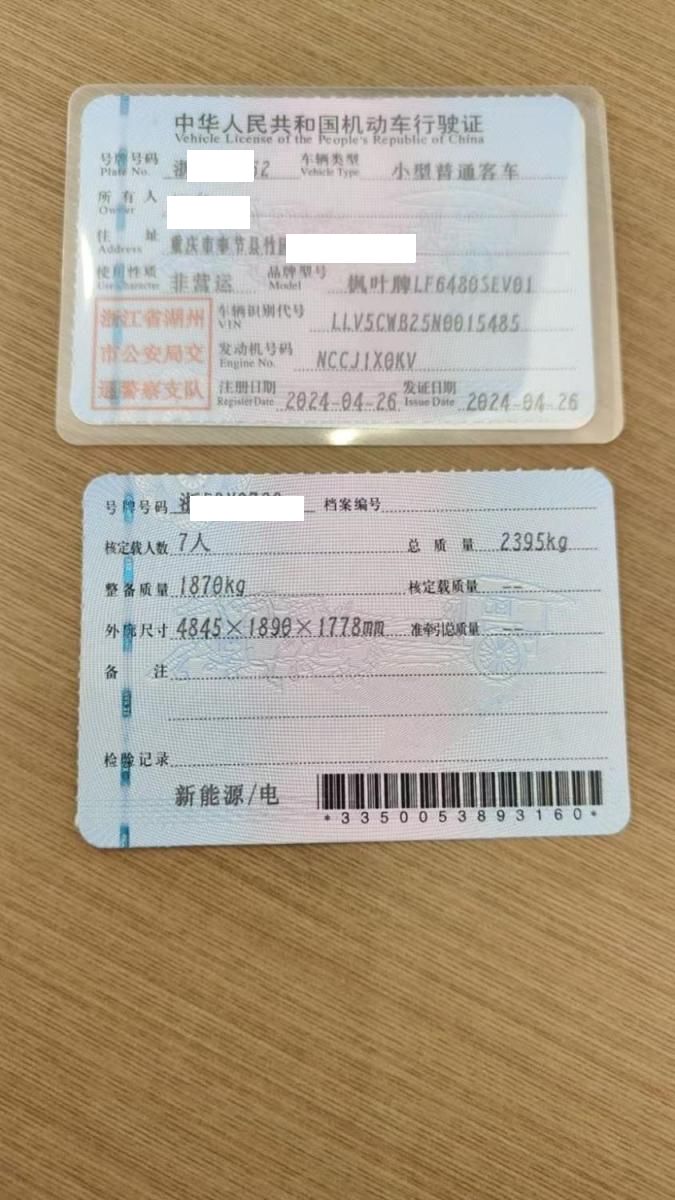 中华人民共和国机动车行驶证
Vehicle License of the People's Republic of China
号牌号码 浙 52 车辆类型 小型普通客车
Plate No. Vehicle Type
所有人
Owner
住址 重庆市奉节县竹
Address
使用性质 非营运 品牌型号 枫叶牌LF6480SEV01
Use Character Model
浙江省湖州
市公安局交
通警察支队
车辆识别代号 LLV5CWB25N0015485
VIN
发动机号码 NCCJ1X0KV
Engine No.
注册日期 2024-04-26 发证日期 2024-04-26
Register Date Issue Date
号牌号码 浙 档案编号
核定载人数 7人 总质量 2395kg
整备质量 1870kg 核定载质量 --
外廓尺寸 4845×1890×1778mm 准牵引总质量 --
备注
检验记录
新能源/电
*3350053893160*